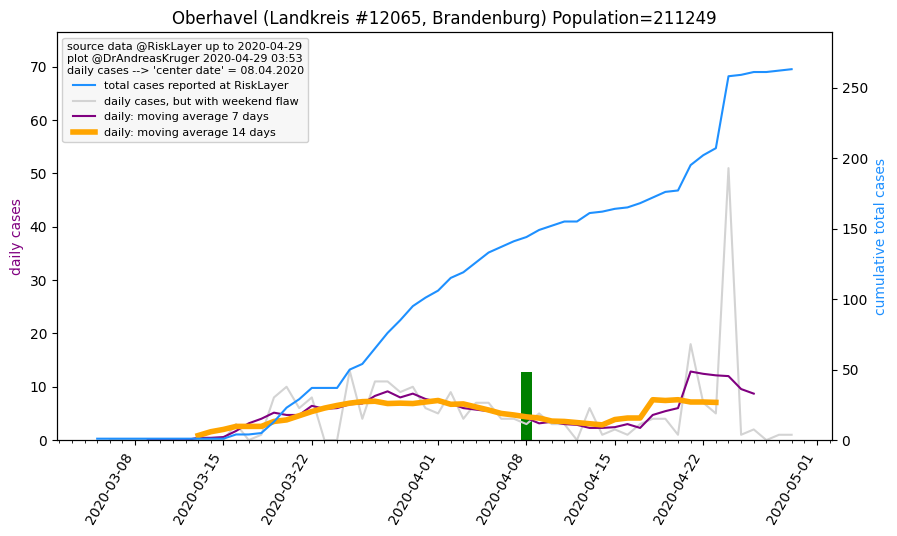 Oberhavel (Landkreis #12065, Brandenburg) Population=211249
source data @RiskLayer up to 2020-04-29
plot @DrAndreasKruger 2020-04-29 03:53
daily cases --> 'center date' = 08.04.2020
total cases reported at RiskLayer
daily cases, but with weekend flaw
daily: moving average 7 days
daily: moving average 14 days
daily cases
70
60
50
40
30
20
10
0
cumulative total cases
250
200
150
100
50
0
2020-03-08
2020-03-15
2020-03-22
2020-04-01
2020-04-08
2020-04-15
2020-04-22
2020-05-01